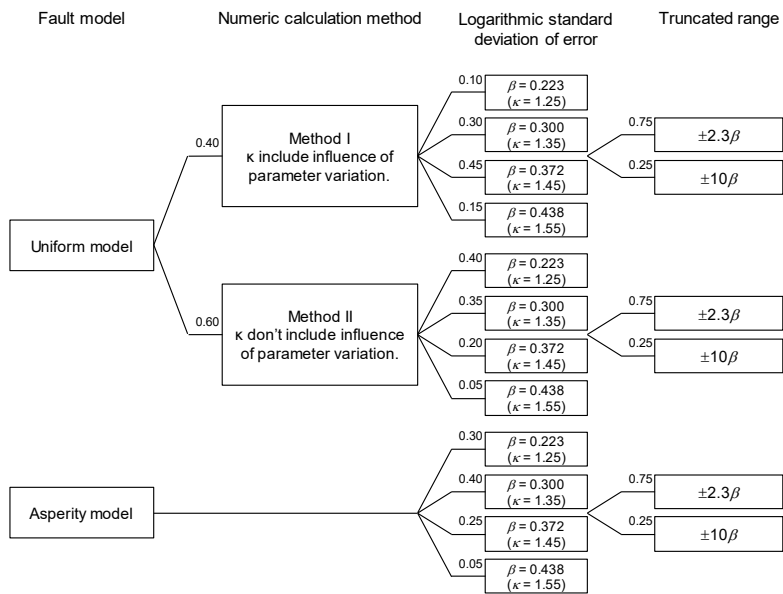 Fault model
Numeric calculation method
Logarithmic standard
deviation of error
Truncated range
Uniform model
0.40
Method I
κ include influence of
parameter variation.
0.10
β = 0.223
(κ = 1.25)
0.30
β = 0.300
(κ = 1.35)
0.45
β = 0.372
(κ = 1.45)
0.15
β = 0.438
(κ = 1.55)
0.75
±2.3β
0.25
±10β
0.60
Method II
κ don't include influence
of parameter variation.
0.40
β = 0.223
(κ = 1.25)
0.35
β = 0.300
(κ = 1.35)
0.20
β = 0.372
(κ = 1.45)
0.05
β = 0.438
(κ = 1.55)
0.75
±2.3β
0.25
±10β
Asperity model
0.30
β = 0.223
(κ = 1.25)
0.40
β = 0.300
(κ = 1.35)
0.25
β = 0.372
(κ = 1.45)
0.05
β = 0.438
(κ = 1.55)
0.75
±2.3β
0.25
±10β